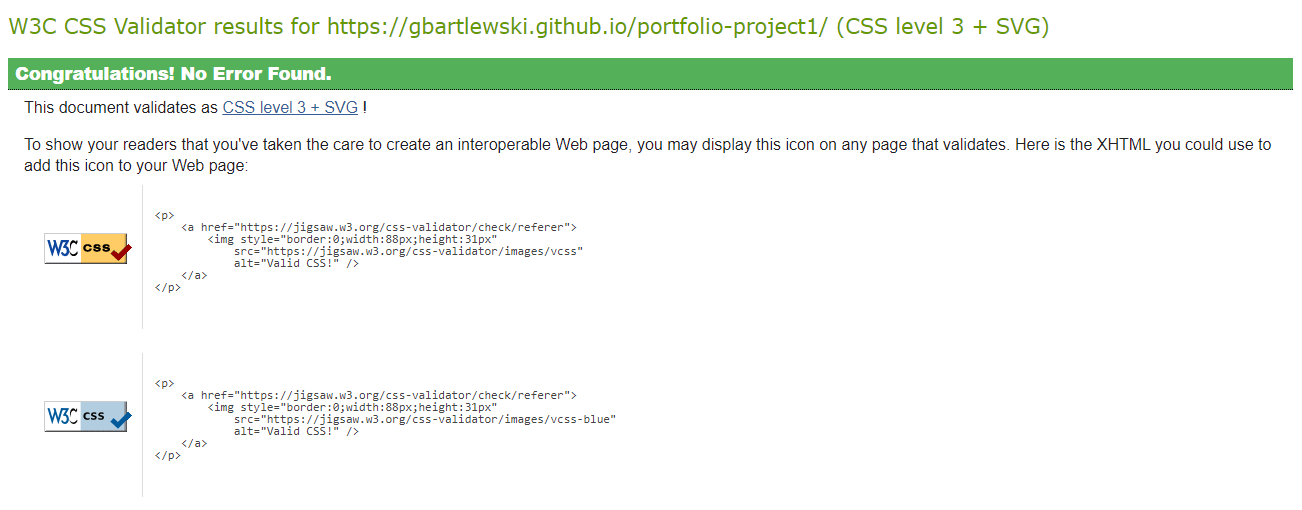 W3C CSS Validator results for https://gbartlewski.github.io/portfolio-project1/ (CSS level 3 + SVG)
Congratulations! No Error Found.
This document validates as CSS level 3 + SVG !
To show your readers that you've taken the care to create an interoperable Web page, you may display this icon on any page that validates. Here is the XHTML you could use to
add this icon to your Web page:
<p>
<a href="https://jigsaw.w3.org/css-validator/check/referer">
<img style="border:0;width:88px;height:31px"
W3C css
src="https://jigsaw.w3.org/css-validator/images/vcss"
alt="Valid CSS!" />
</a>
</p>
<p>
<a href="https://jigsaw.w3.org/css-validator/check/referer">
<img style="border:0;width:88px;height:31px"
W3C css
src="https://jigsaw.w3.org/css-validator/images/vcss-blue"
alt="Valid CSS!" />
</a>
</p>